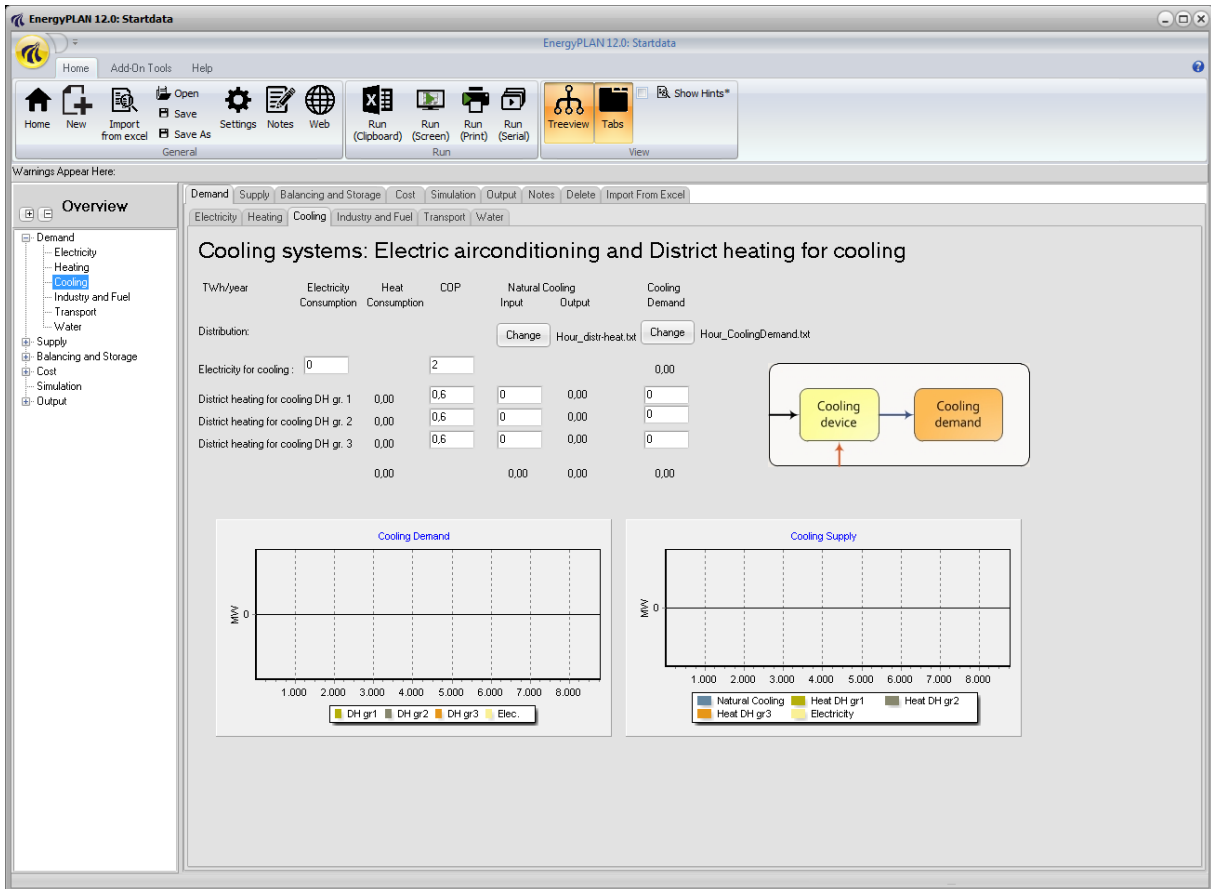 EnergyPLAN 12.0: Startdata
EnergyPLAN 12.0: Startdata
Home Add-On Tools Help
Home New Import from excel Open Save Save As Settings Notes Web Run (Clipboard) Run (Screen) Run (Print) Run (Serial) Treeview Tabs Show Hints*
General Run View
Warnings Appear Here:
Overview
Demand
Electricity
Heating
Cooling
Industry and Fuel
Transport
Water
Supply
Balancing and Storage
Cost
Simulation
Output
Demand Supply Balancing and Storage Cost Simulation Output Notes Delete Import From Excel
Electricity Heating Cooling Industry and Fuel Transport Water
Cooling systems: Electric airconditioning and District heating for cooling
TWh/year Electricity Heat COP Natural Cooling Cooling
Consumption Consumption Input Output Demand
Distribution: Change Hour_distr-heat.txt Change Hour_CoolingDemand.txt
Electricity for cooling : 0 2 0,00
District heating for cooling DH gr. 1 0,00 0,6 0 0,00 0
District heating for cooling DH gr. 2 0,00 0,6 0 0,00 0
District heating for cooling DH gr. 3 0,00 0,6 0 0,00 0
0,00 0,00 0,00 0,00
Cooling device
Cooling demand
Cooling Demand
MW
0
1.000 2.000 3.000 4.000 5.000 6.000 7.000 8.000
DH gr1 DH gr2 DH gr3 Elec.
Cooling Supply
MW
0
1.000 2.000 3.000 4.000 5.000 6.000 7.000 8.000
Natural Cooling Heat DH gr1 Heat DH gr2
Heat DH gr3 Electricity